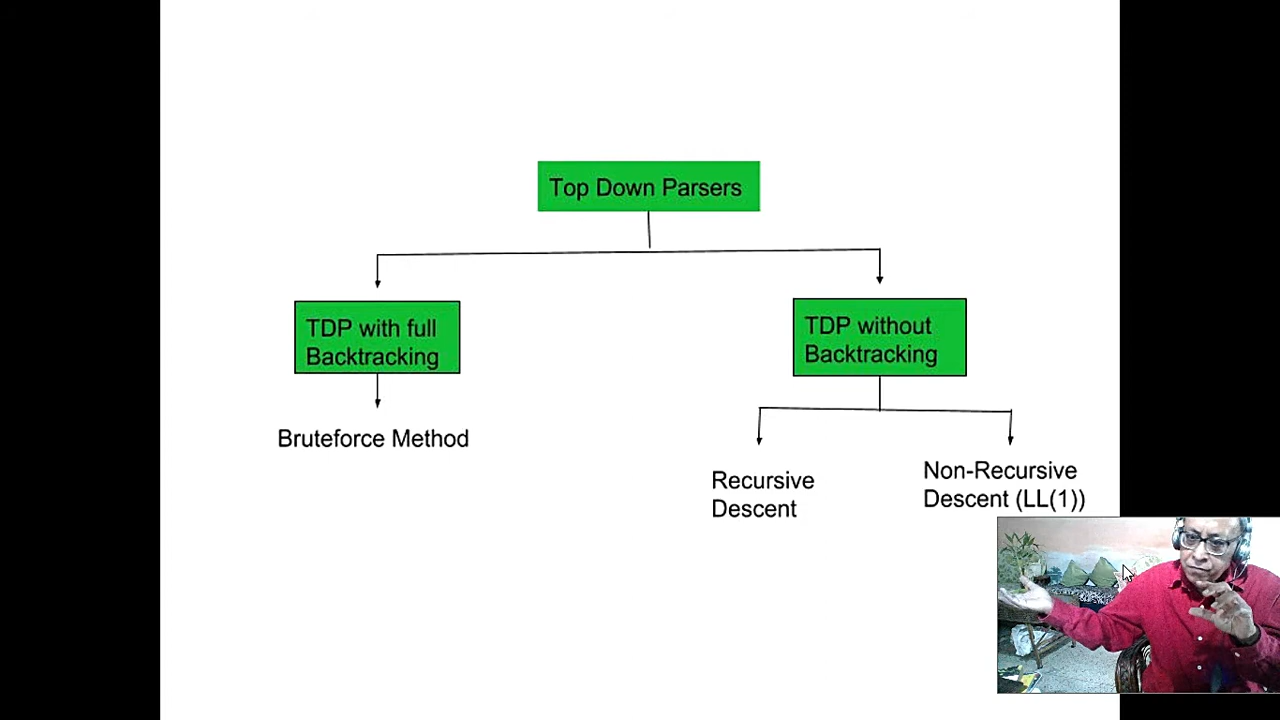 Top Down Parsers
TDP with full
Backtracking
TDP without
Backtracking
Bruteforce Method
Recursive
Descent
Non-Recursive
Descent (LL(1))